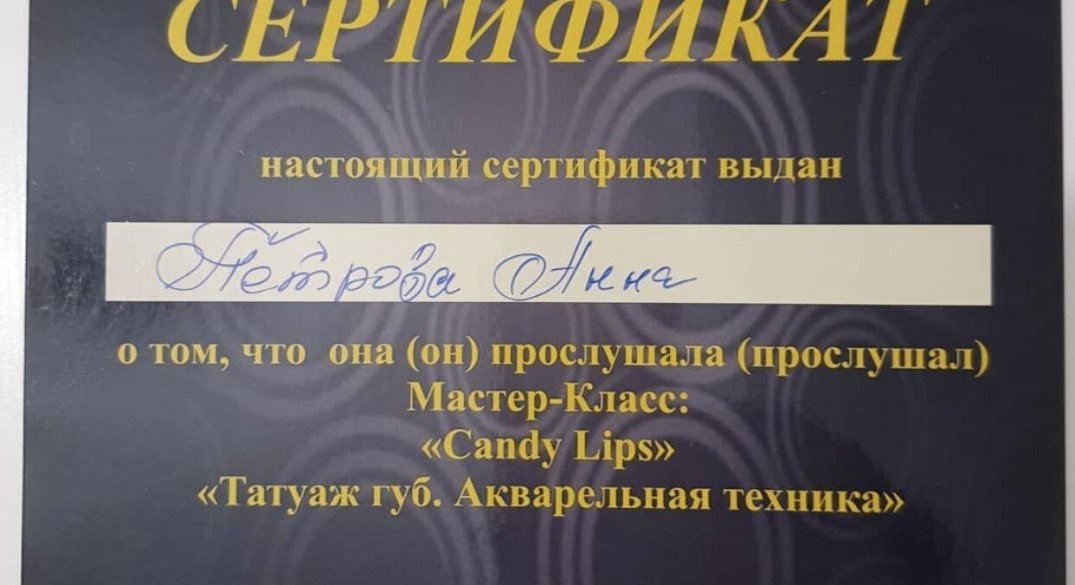 СЕРТИФИКАТ
настоящий сертификат выдан
Петрова Анна
о том, что она (он) прослушала (прослушал)
Мастер-Класс:
«Candy Lips»
«Татуаж губ. Акварельная техника»